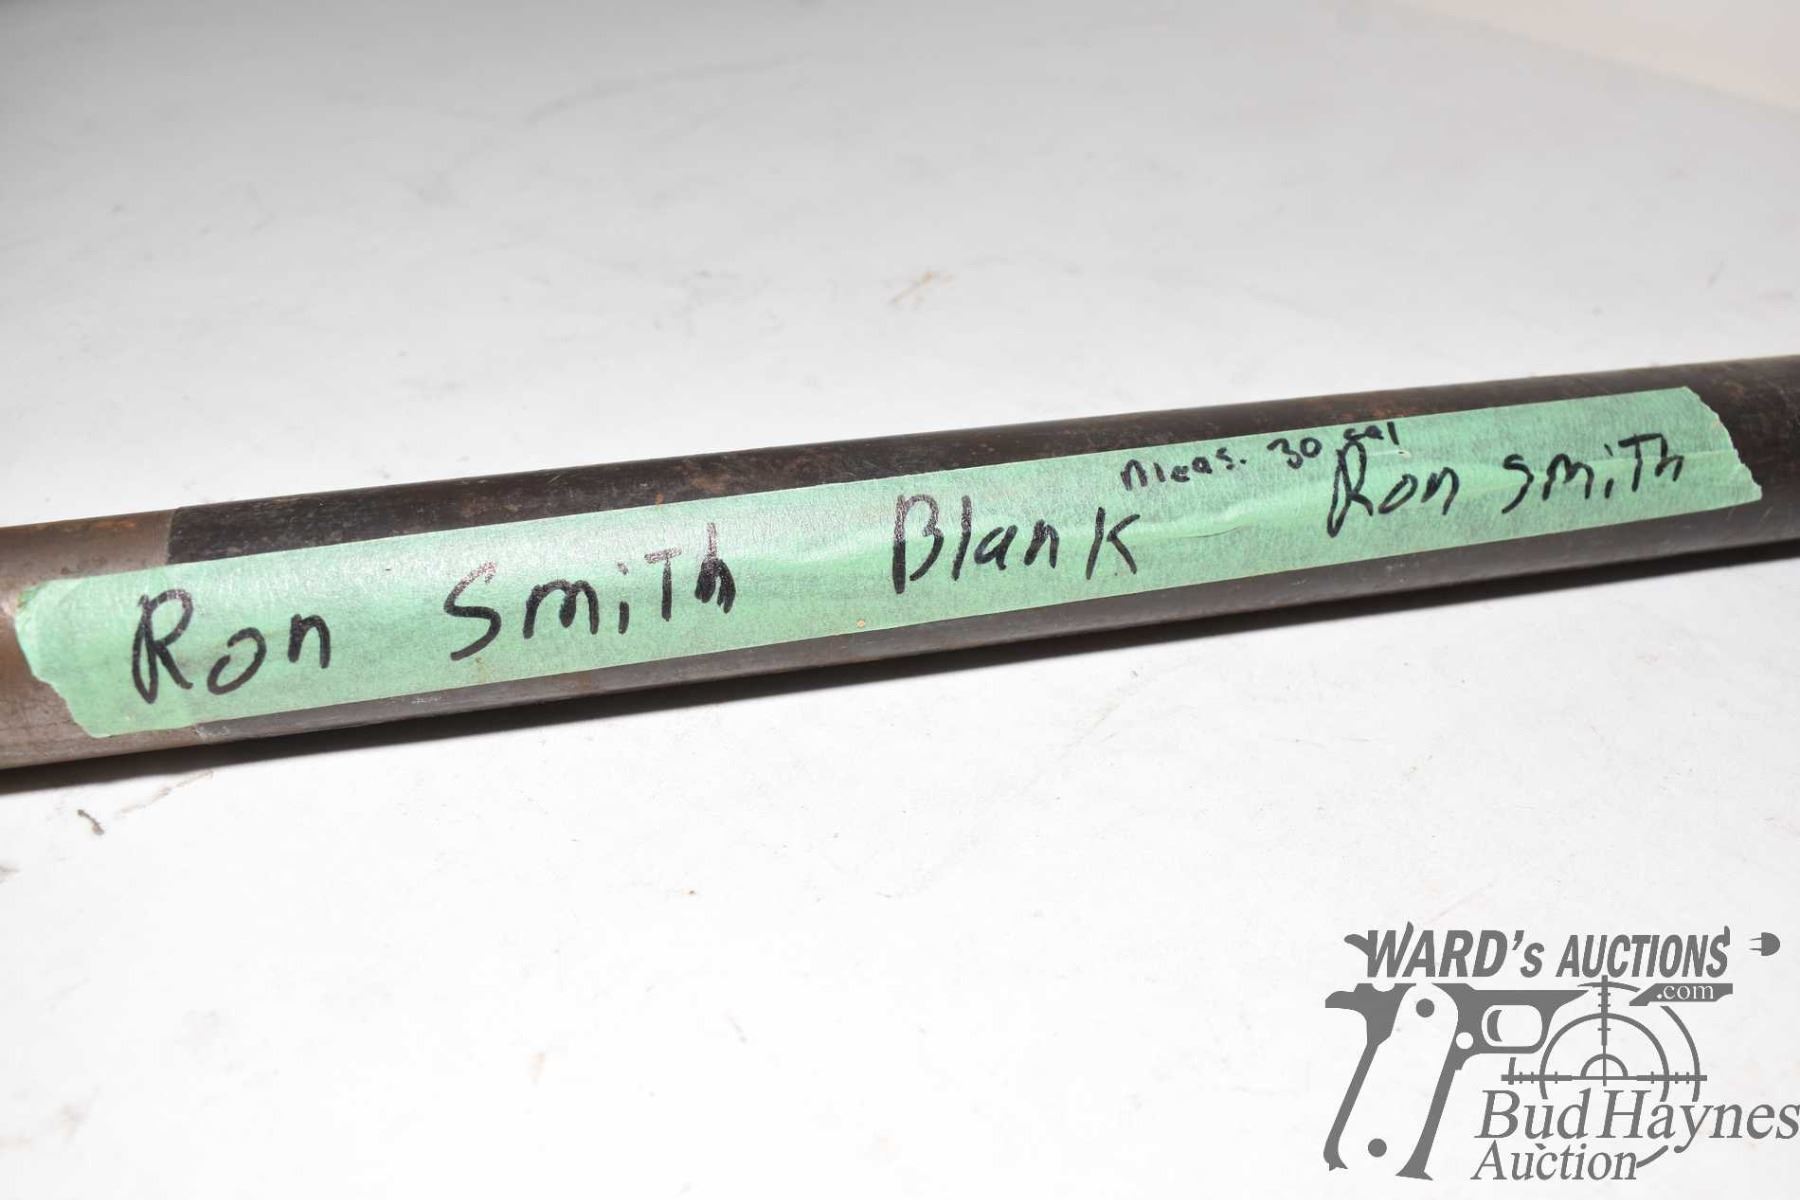 Meas. 30 cal
Ron Smith Blank Ron Smith
WARD's AUCTIONS
.com
Bud Haynes
Auction